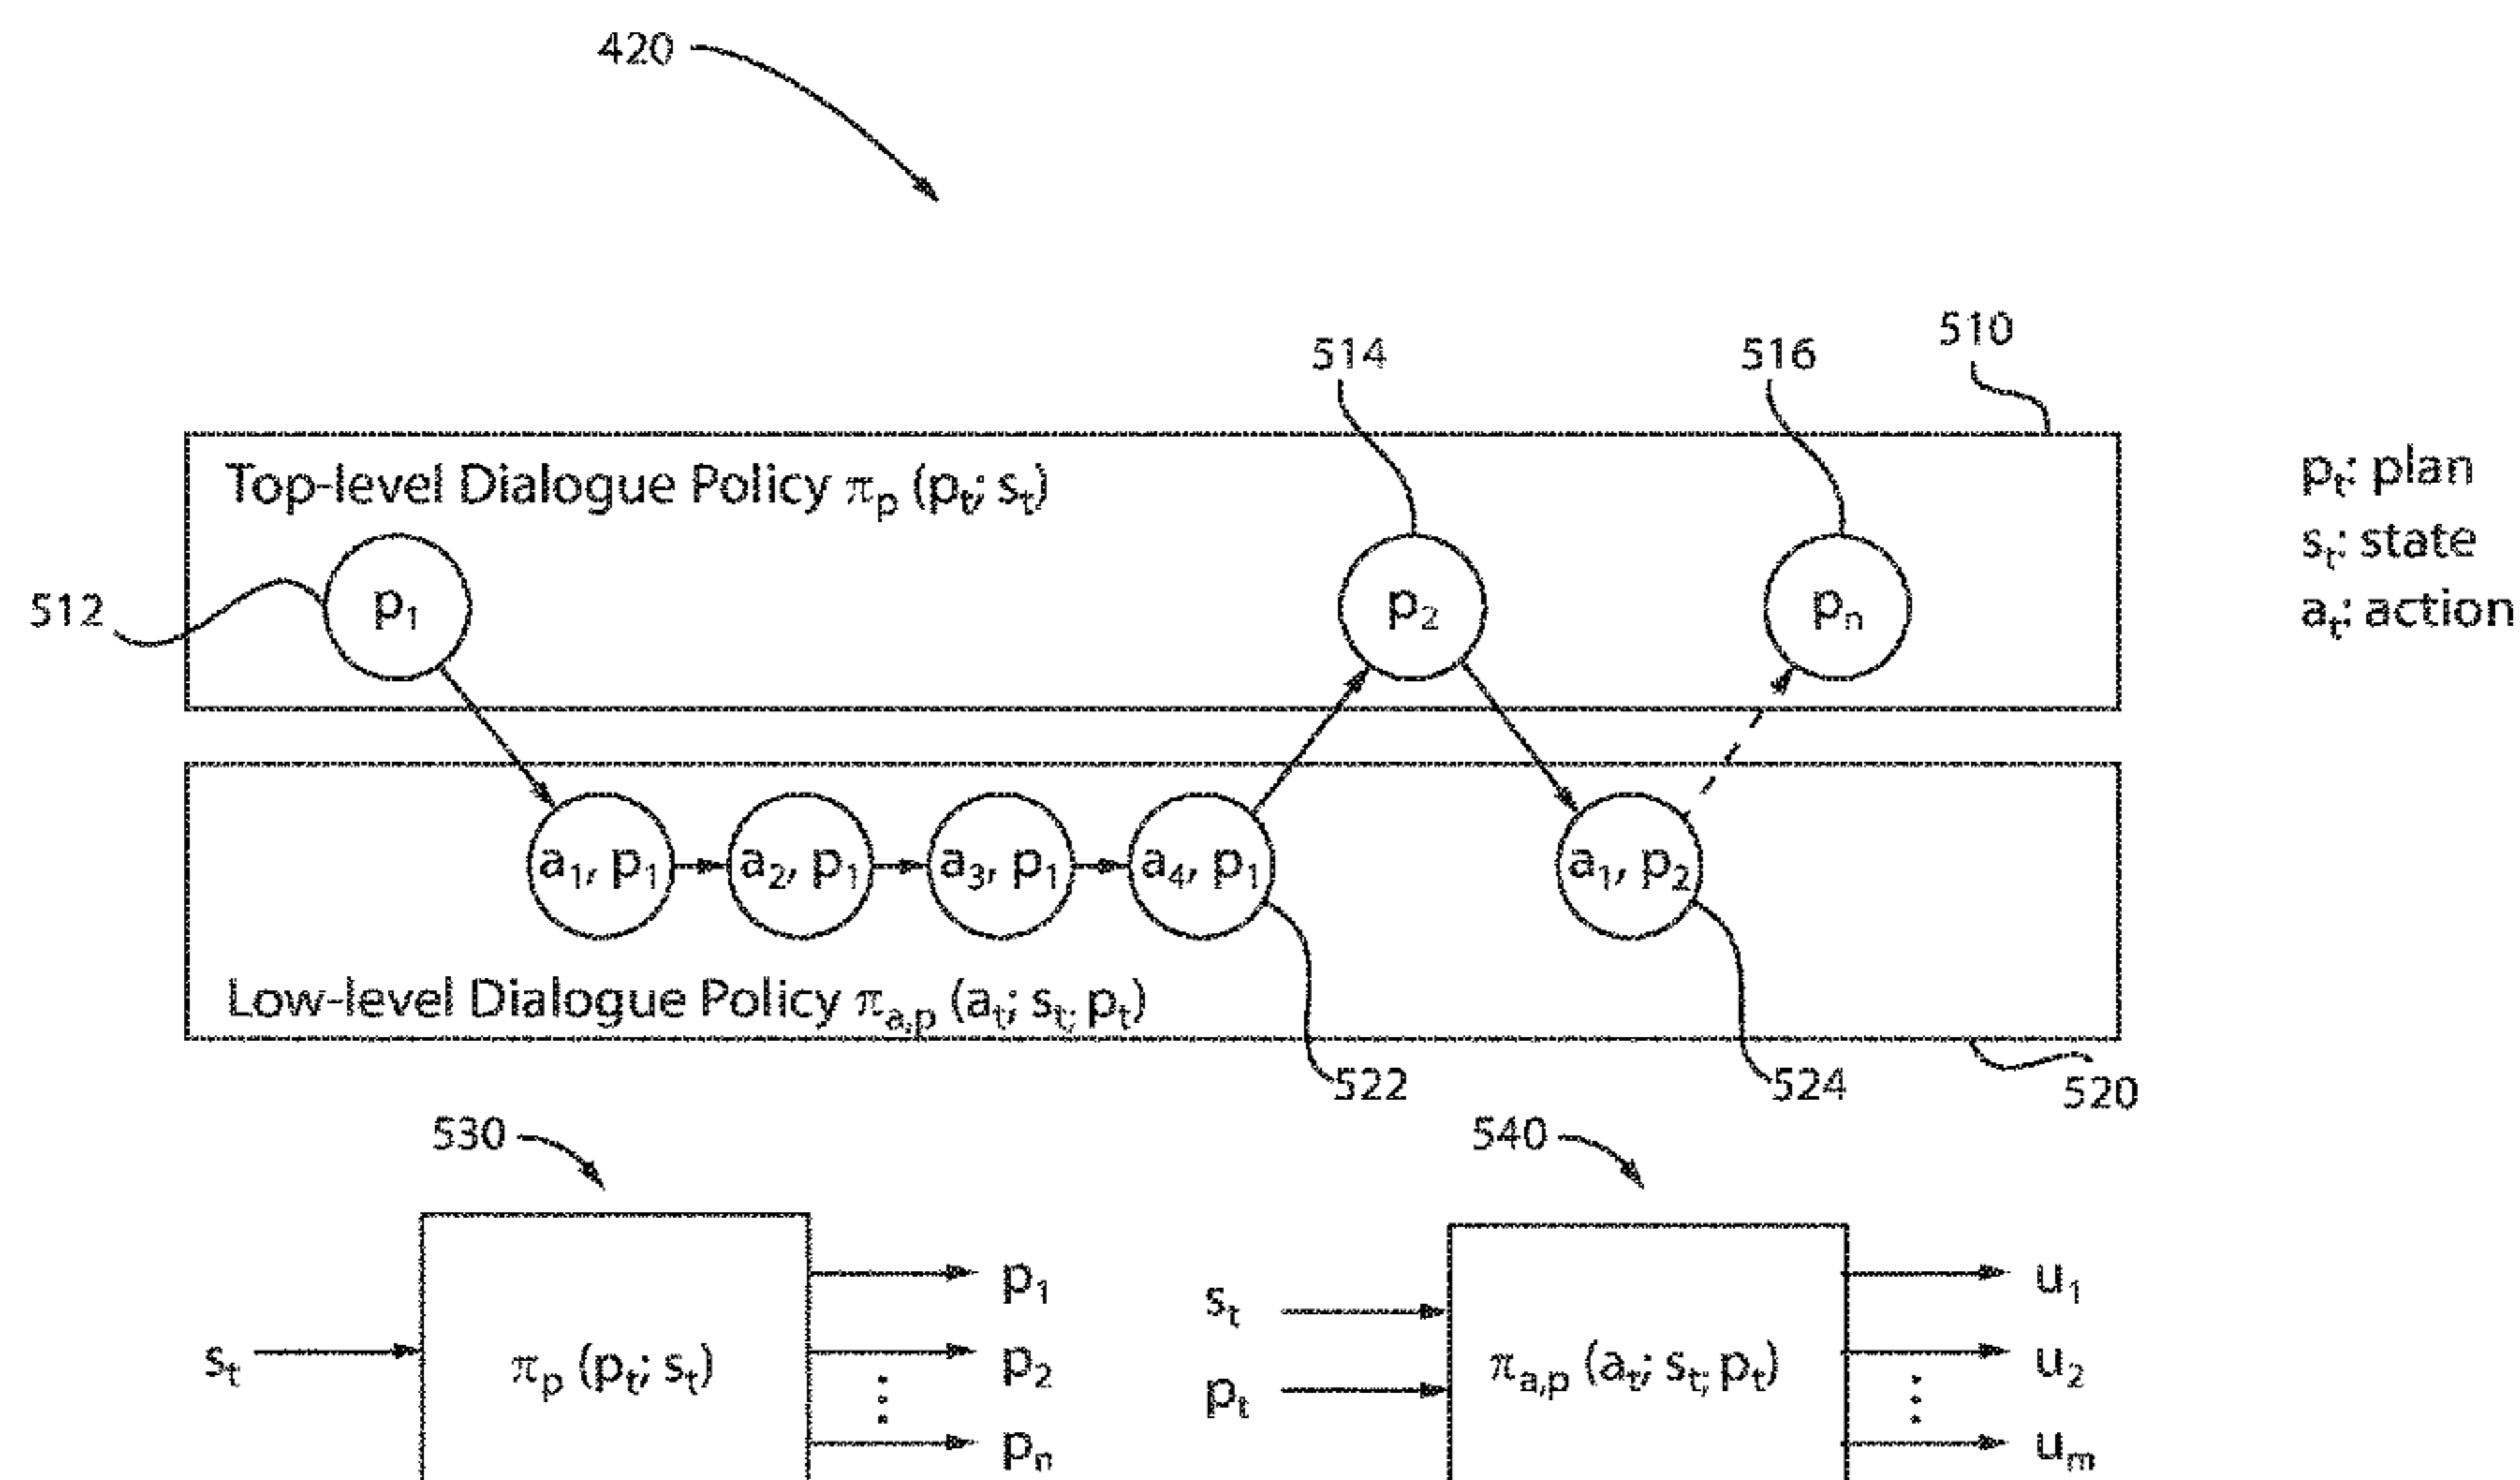 420
510
514
516
Top-level Dialogue Policy πp (pt; st)
pt: plan
st: state
at: action
512
p1
p2
pn
a1, p1
a2, p1
a3, p1
a4, p1
a1, p2
Low-level Dialogue Policy πa,p (at; st; pt)
522
524
520
530
540
st
πp (pt; st)
p1
p2
⋮
pn
st
pt
πa,p (at; st; pt)
u1
u2
⋮
um